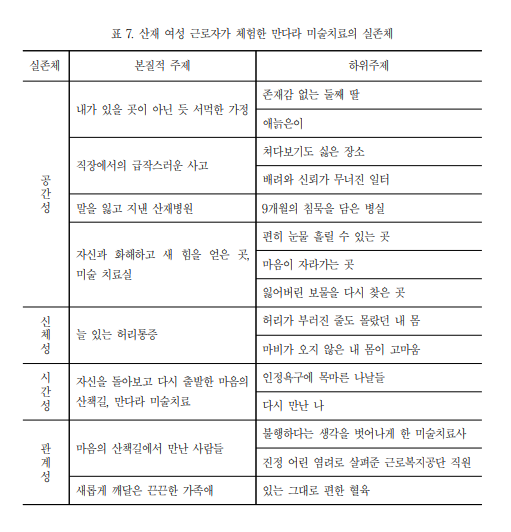 표 7. 산재 여성 근로자가 체험한 만다라 미술치료의 실존체
실존체 본질적 주제 하위주제
공간성
내가 있을 곳이 아닌 듯 서먹한 가정
존재감 없는 둘째 딸
애늙은이
직장에서의 급작스러운 사고
쳐다보기도 싫은 장소
배려와 신뢰가 무너진 일터
말을 잃고 지낸 산재병원
9개월의 침묵을 담은 병실
자신과 화해하고 새 힘을 얻은 곳,
미술 치료실
편히 눈물 흘릴 수 있는 곳
마음이 자라가는 곳
잃어버린 보물을 다시 찾은 곳
신체성
늘 있는 허리통증
허리가 부러진 줄도 몰랐던 내 몸
마비가 오지 않은 내 몸이 고마움
시간성
자신을 돌아보고 다시 출발한 마음의
산책길, 만다라 미술치료
인정욕구에 목마른 나날들
다시 만난 나
관계성
마음의 산책길에서 만난 사람들
불행하다는 생각을 벗어나게 한 미술치료사
진정 어린 염려로 살펴준 근로복지공단 직원
새롭게 깨달은 끈끈한 가족애
있는 그대로 편한 혈육